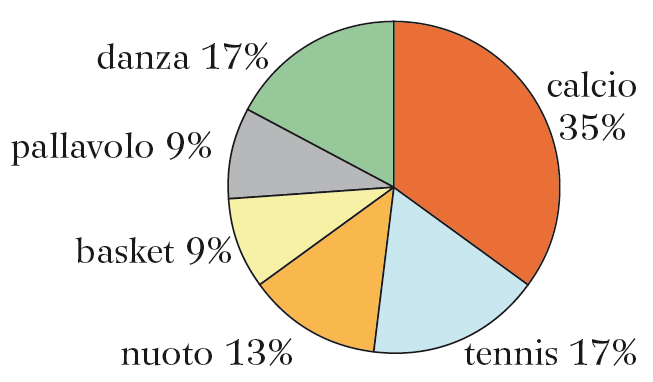 danza 17%
calcio
35%
pallavolo 9%
basket 9%
nuoto 13%
tennis 17%